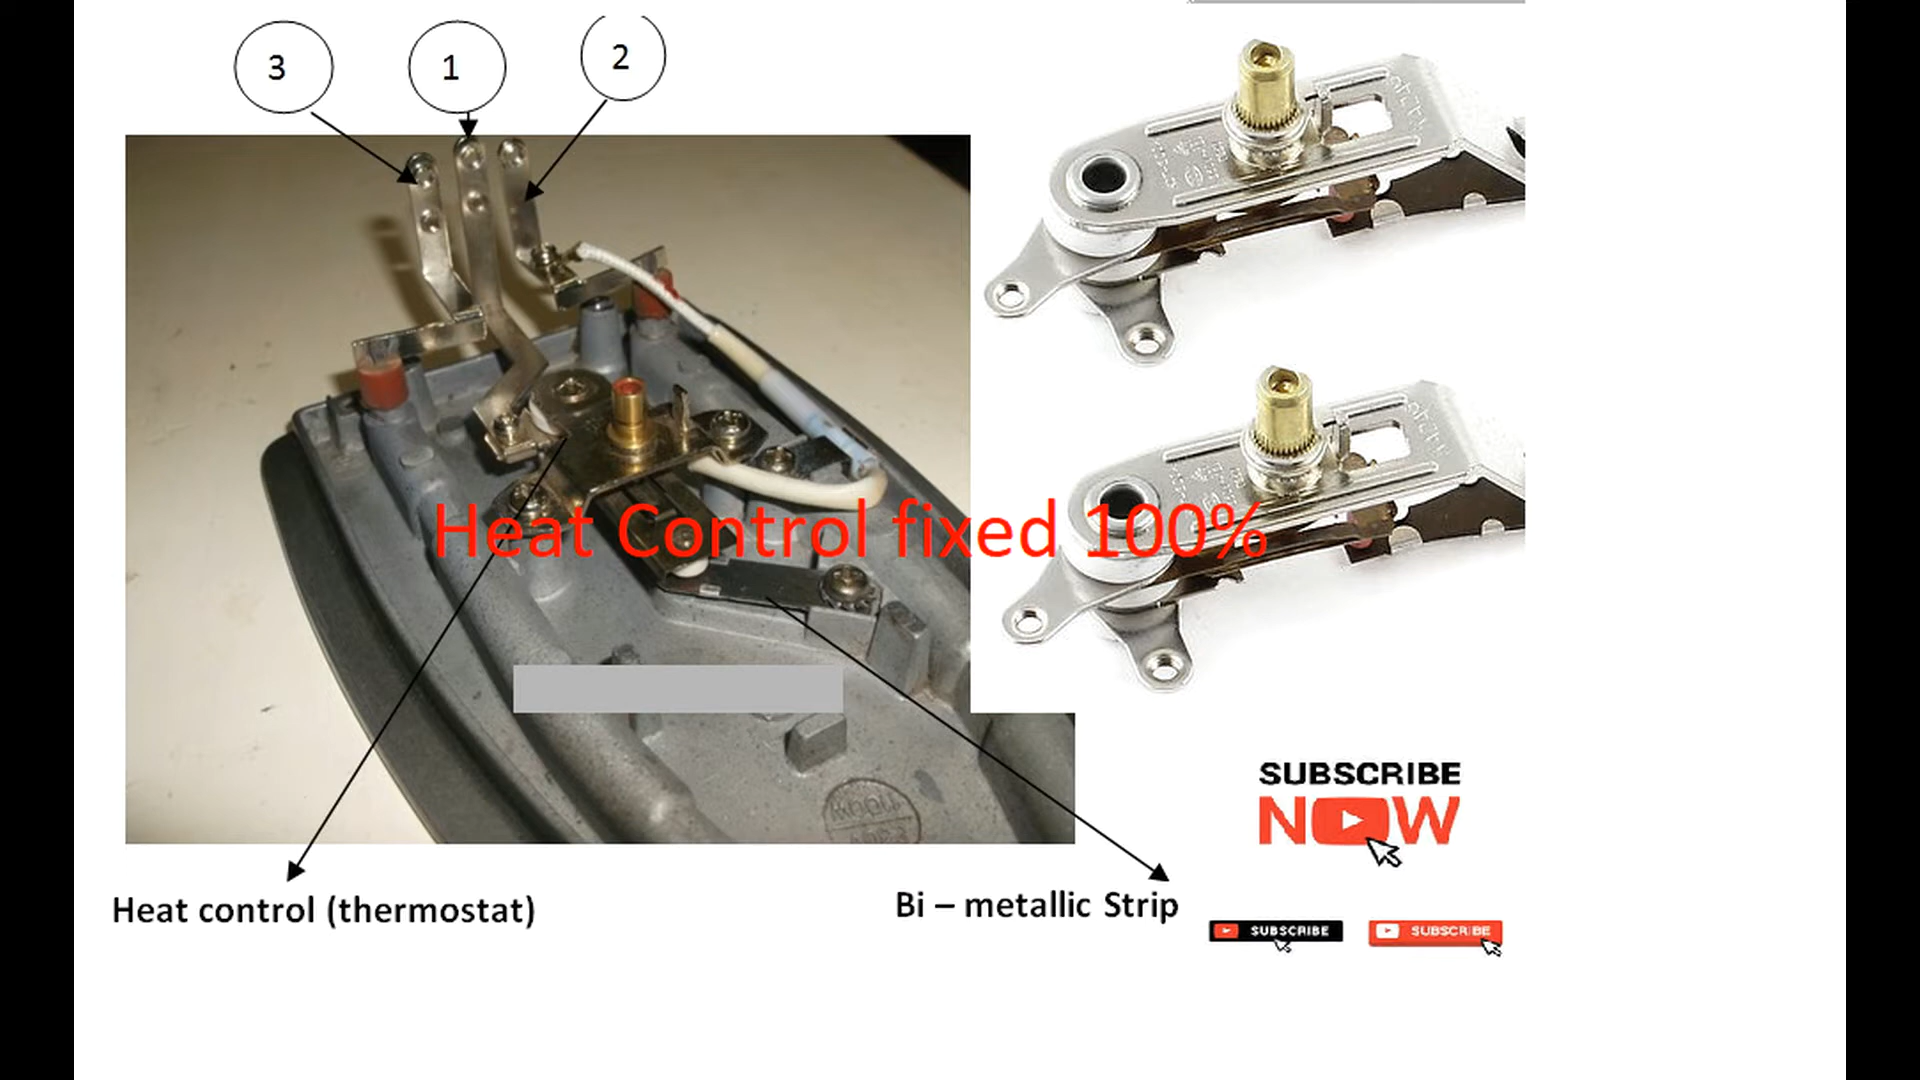 3
1
2
Heat Control fixed 100%
SUBSCRIBE
NOW
Heat control (thermostat)
Bi – metallic Strip
SUBSCRIBE
SUBSCRIBE